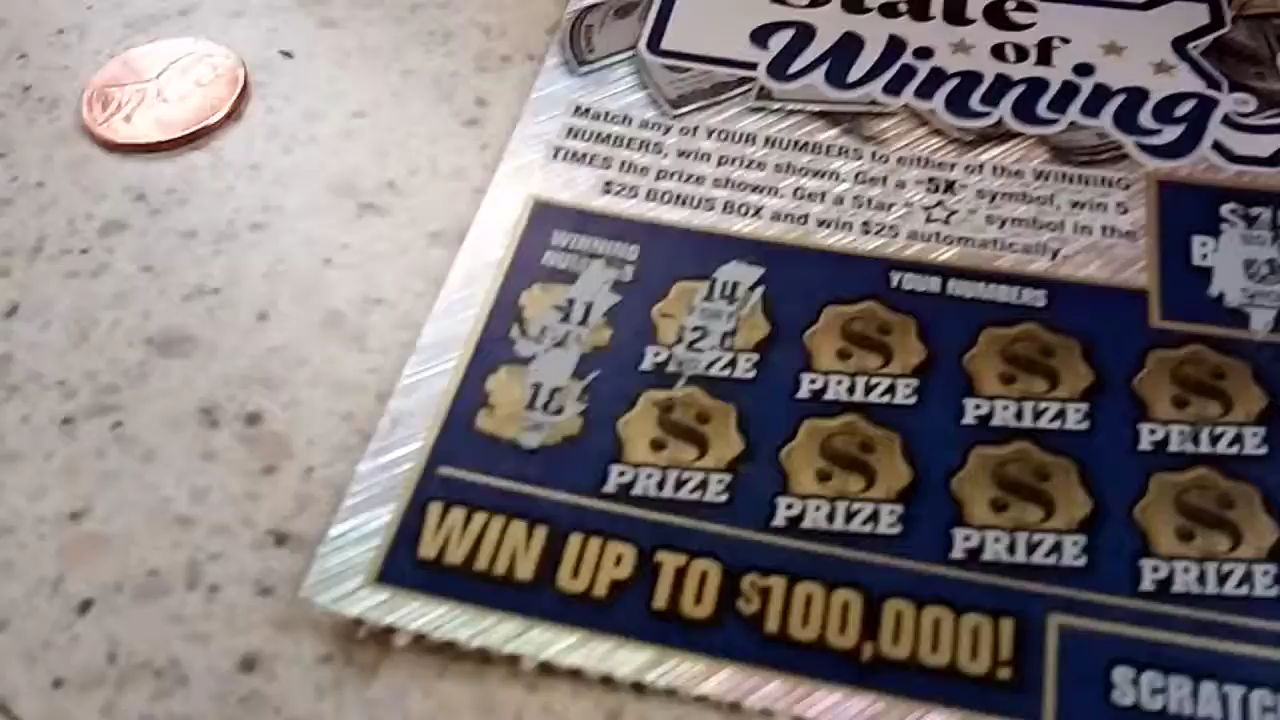 State
of
Winning
Match any of YOUR NUMBERS to either of the WINNING
NUMBERS, win prize shown. Get a "5X" symbol, win 5
TIMES the prize shown. Get a Star "☆" symbol in the
$25 BONUS BOX and win $25 automatically.
WINNING
NUMBERS
YOUR NUMBERS
11
14
18
PRIZE
PRIZE
PRIZE
PRIZE
PRIZE
PRIZE
PRIZE
PRIZE
WIN UP TO $100,000!